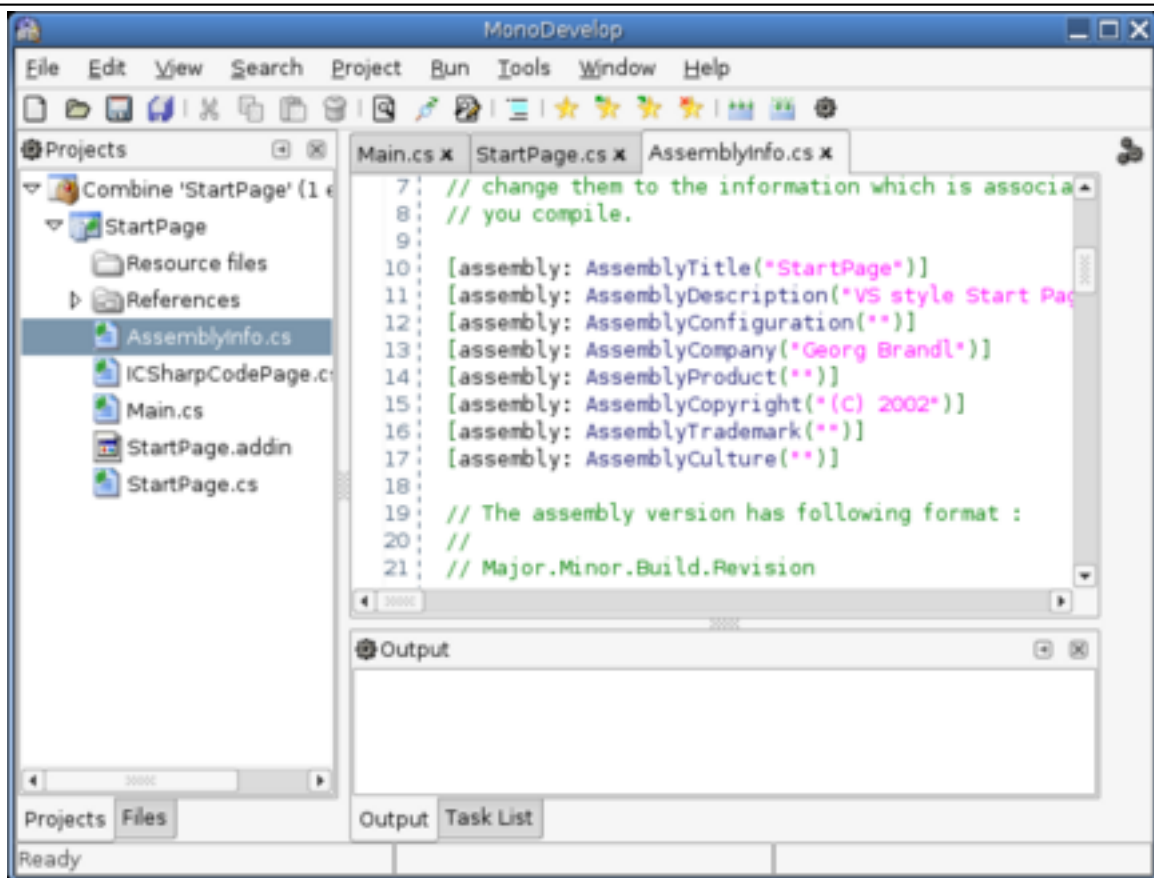 MonoDevelop
File Edit View Search Project Run Tools Window Help
Projects
Combine 'StartPage' (1 e
StartPage
Resource files
References
AssemblyInfo.cs
ICSharpCodePage.c
Main.cs
StartPage.addin
StartPage.cs
Projects Files
Main.cs x StartPage.cs x AssemblyInfo.cs x
7 // change them to the information which is associa
8 // you compile.
9
10 [assembly: AssemblyTitle("StartPage")]
11 [assembly: AssemblyDescription("VS style Start Pag
12 [assembly: AssemblyConfiguration("")]
13 [assembly: AssemblyCompany("Georg Brandl")]
14 [assembly: AssemblyProduct("")]
15 [assembly: AssemblyCopyright("(C) 2002")]
16 [assembly: AssemblyTrademark("")]
17 [assembly: AssemblyCulture("")]
18
19 // The assembly version has following format :
20 //
21 // Major.Minor.Build.Revision
Output
Output Task List
Ready